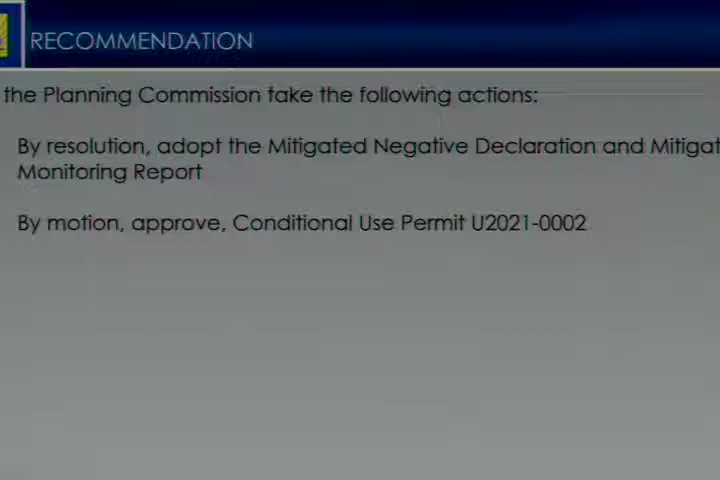 RECOMMENDATION
the Planning Commission take the following actions:
By resolution, adopt the Mitigated Negative Declaration and Mitigat
Monitoring Report
By motion, approve, Conditional Use Permit U2021-0002